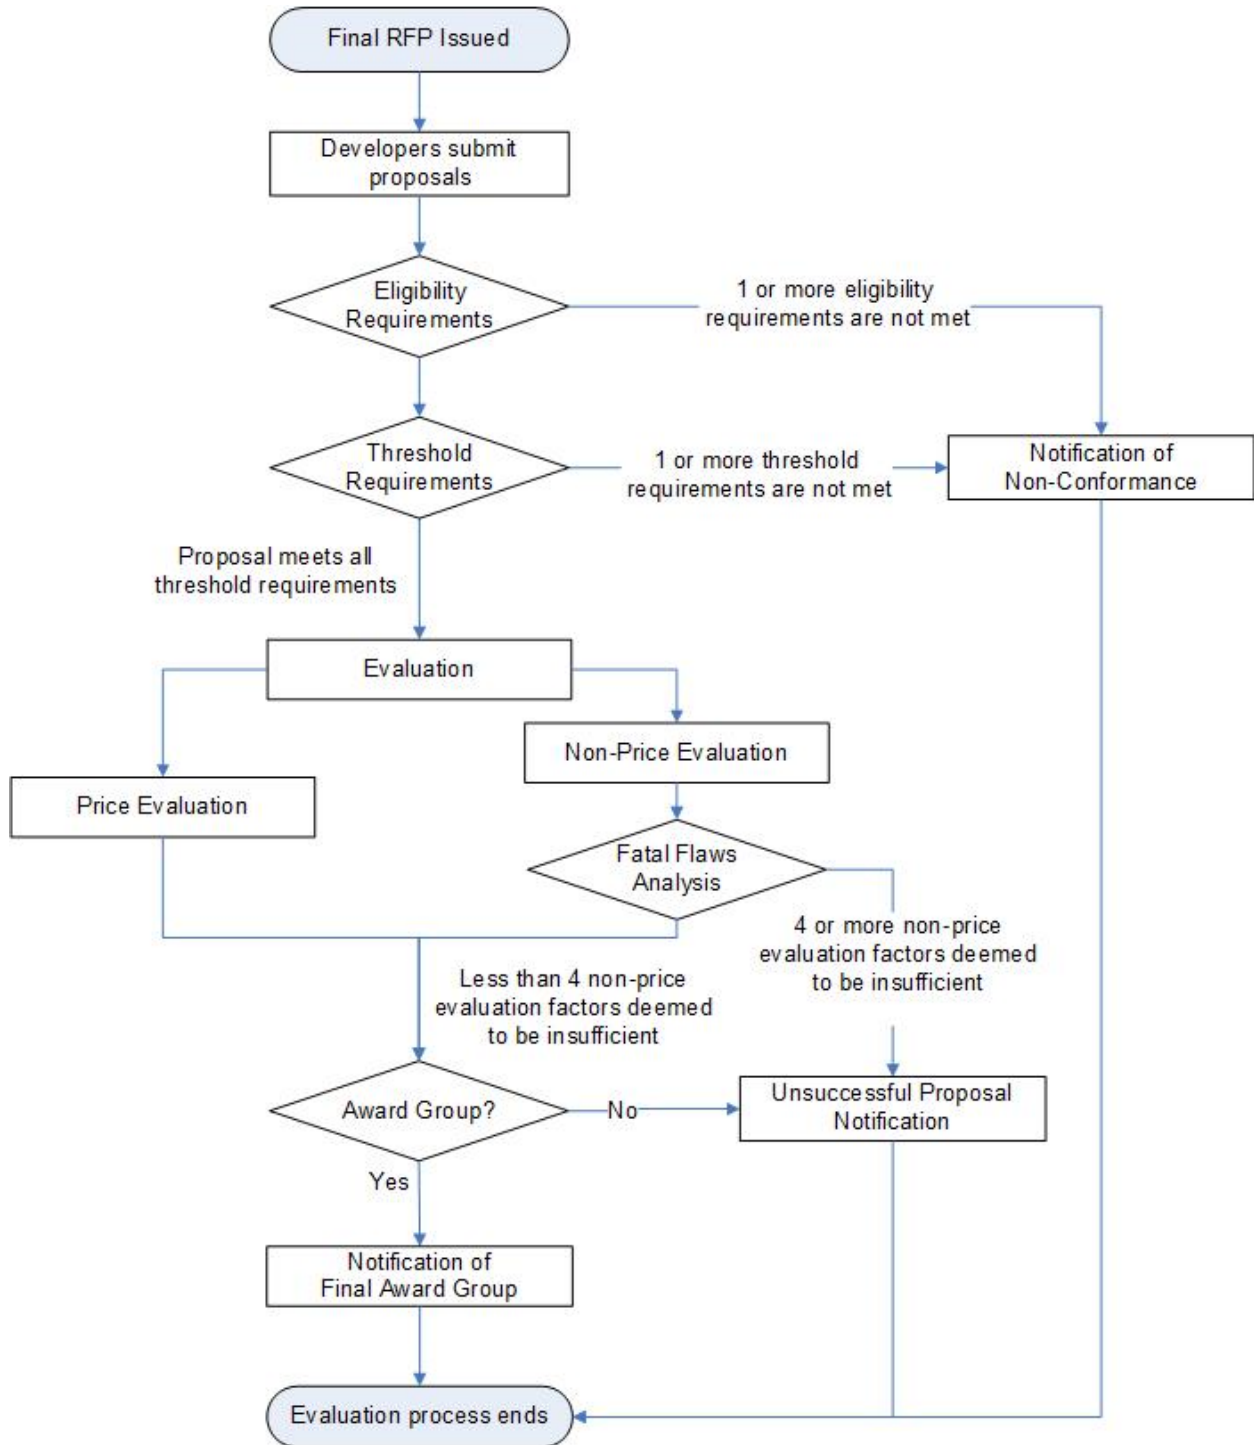 Final RFP Issued
Developers submit
proposals
Eligibility
Requirements
1 or more eligibility
requirements are not met
Threshold
Requirements
1 or more threshold
requirements are not met
Notification of
Non-Conformance
Proposal meets all
threshold requirements
Evaluation
Non-Price Evaluation
Price Evaluation
Fatal Flaws
Analysis
4 or more non-price
evaluation factors deemed
to be insufficient
Less than 4 non-price
evaluation factors deemed
to be insufficient
Award Group?
No
Unsuccessful Proposal
Notification
Yes
Notification of
Final Award Group
Evaluation process ends